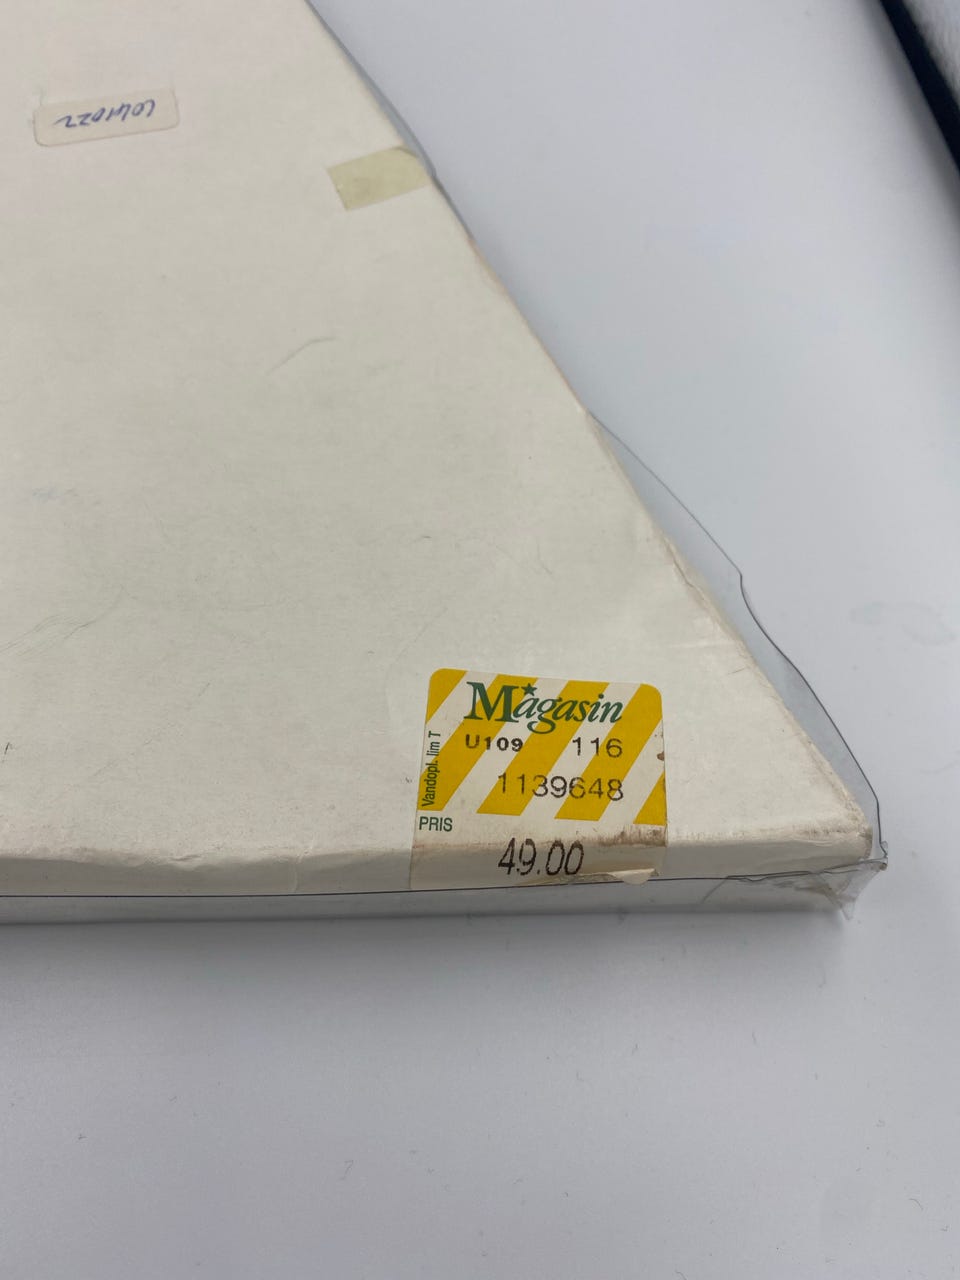 Magasin
U109 116
1139648
Vandopl. lim T
PRIS
49.00